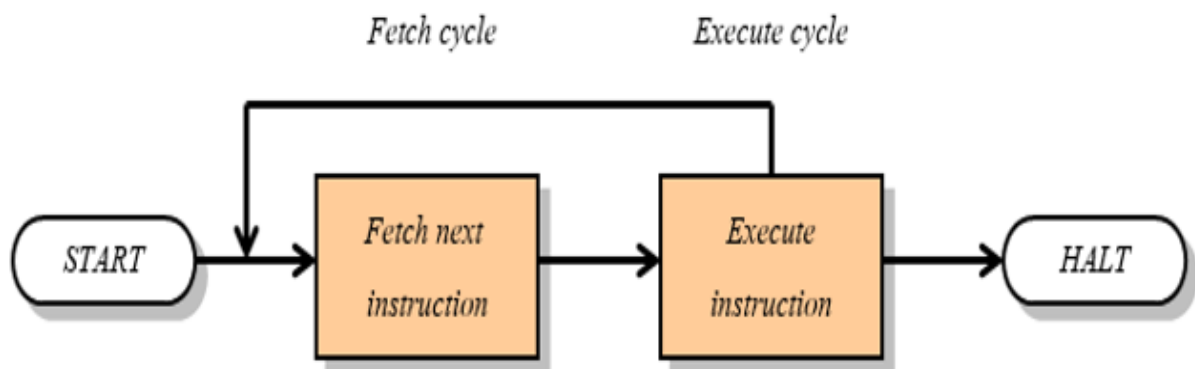 Fetch cycle
Execute cycle
START
Fetch next
instruction
Execute
instruction
HALT